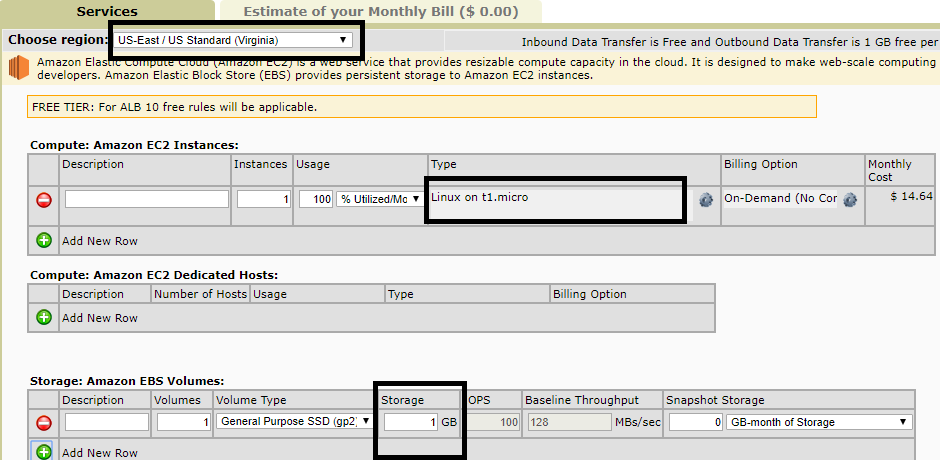 Services
Estimate of your Monthly Bill ($ 0.00)
Choose region: US-East / US Standard (Virginia)
Inbound Data Transfer is Free and Outbound Data Transfer is 1 GB free per
Amazon Elastic Compute Cloud (Amazon EC2) is a web service that provides resizable compute capacity in the cloud. It is designed to make web-scale computing
developers. Amazon Elastic Block Store (EBS) provides persistent storage to Amazon EC2 instances.
FREE TIER: For ALB 10 free rules will be applicable.
Compute: Amazon EC2 Instances:
Description Instances Usage Type Billing Option Monthly Cost
1 100 % Utilized/Mo Linux on t1.micro On-Demand (No Cor $ 14.64
Add New Row
Compute: Amazon EC2 Dedicated Hosts:
Description Number of Hosts Usage Type Billing Option
Add New Row
Storage: Amazon EBS Volumes:
Description Volumes Volume Type Storage OPS Baseline Throughput Snapshot Storage
1 General Purpose SSD (gp2) 1 GB 100 128 MBs/sec 0 GB-month of Storage
Add New Row